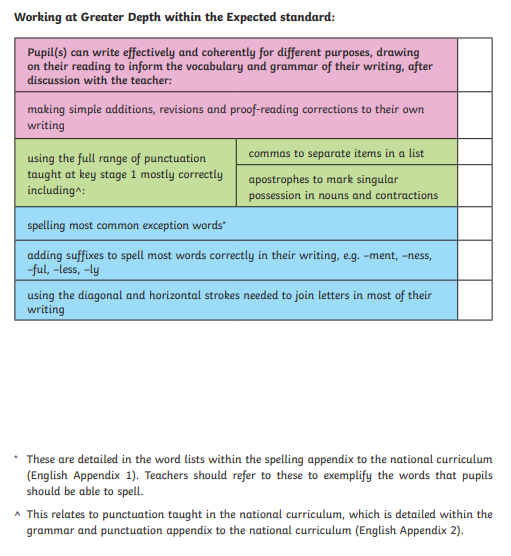 Working at Greater Depth within the Expected standard:
Pupil(s) can write effectively and coherently for different purposes, drawing
on their reading to inform the vocabulary and grammar of their writing, after
discussion with the teacher:
making simple additions, revisions and proof-reading corrections to their own
writing
using the full range of punctuation
taught at key stage 1 mostly correctly
including^:
commas to separate items in a list
apostrophes to mark singular
possession in nouns and contractions
spelling most common exception words*
adding suffixes to spell most words correctly in their writing, e.g. –ment, –ness,
–ful, –less, –ly
using the diagonal and horizontal strokes needed to join letters in most of their
writing
* These are detailed in the word lists within the spelling appendix to the national curriculum
(English Appendix 1). Teachers should refer to these to exemplify the words that pupils
should be able to spell.
^ This relates to punctuation taught in the national curriculum, which is detailed within the
grammar and punctuation appendix to the national curriculum (English Appendix 2).